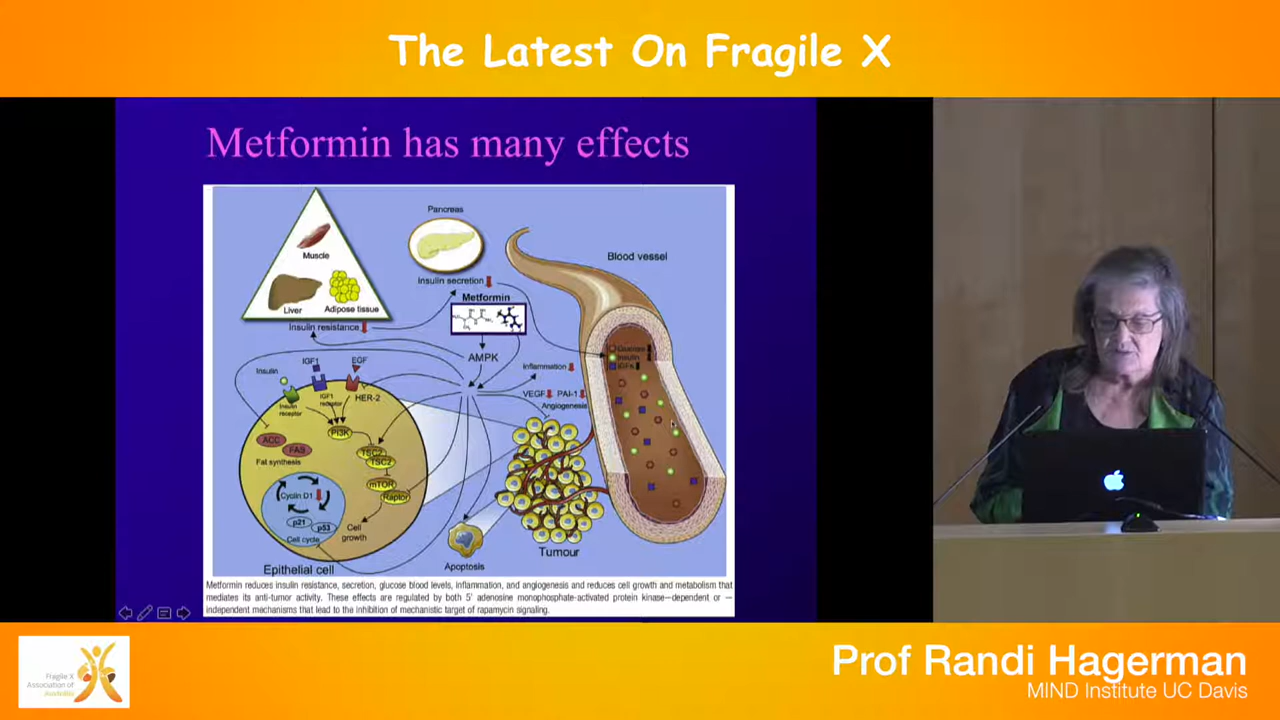 The Latest On Fragile X
Metformin has many effects
Pancreas
Muscle
Blood vessel
Insulin secretion
Liver
Adipose tissue
Metformin
Insulin resistance
Glucose
Insulin
IGFs
AMPK
IGF1
EGF
Insulin
Inflammation
Insulin
receptor
IGF1
receptor
HER-2
VEGF
PAI-1
Angiogenesis
PI3K
ACC
FAS
Fat synthesis
TSC2
mTOR
Raptor
Cyclin D1
p21
p53
Cell cycle
Cell
growth
Apoptosis
Tumour
Epithelial cell
Metformin reduces insulin resistance, secretion, glucose blood levels, inflammation, and angiogenesis and reduces cell growth and metabolism that
mediates its anti-tumor activity. These effects are regulated by both 5' adenosine monophosphate-activated protein kinase—dependent or —
independent mechanisms that lead to the inhibition of mechanistic target of rapamycin signaling.
Fragile X
Association of
Australia
Prof Randi Hagerman
MIND Institute UC Davis